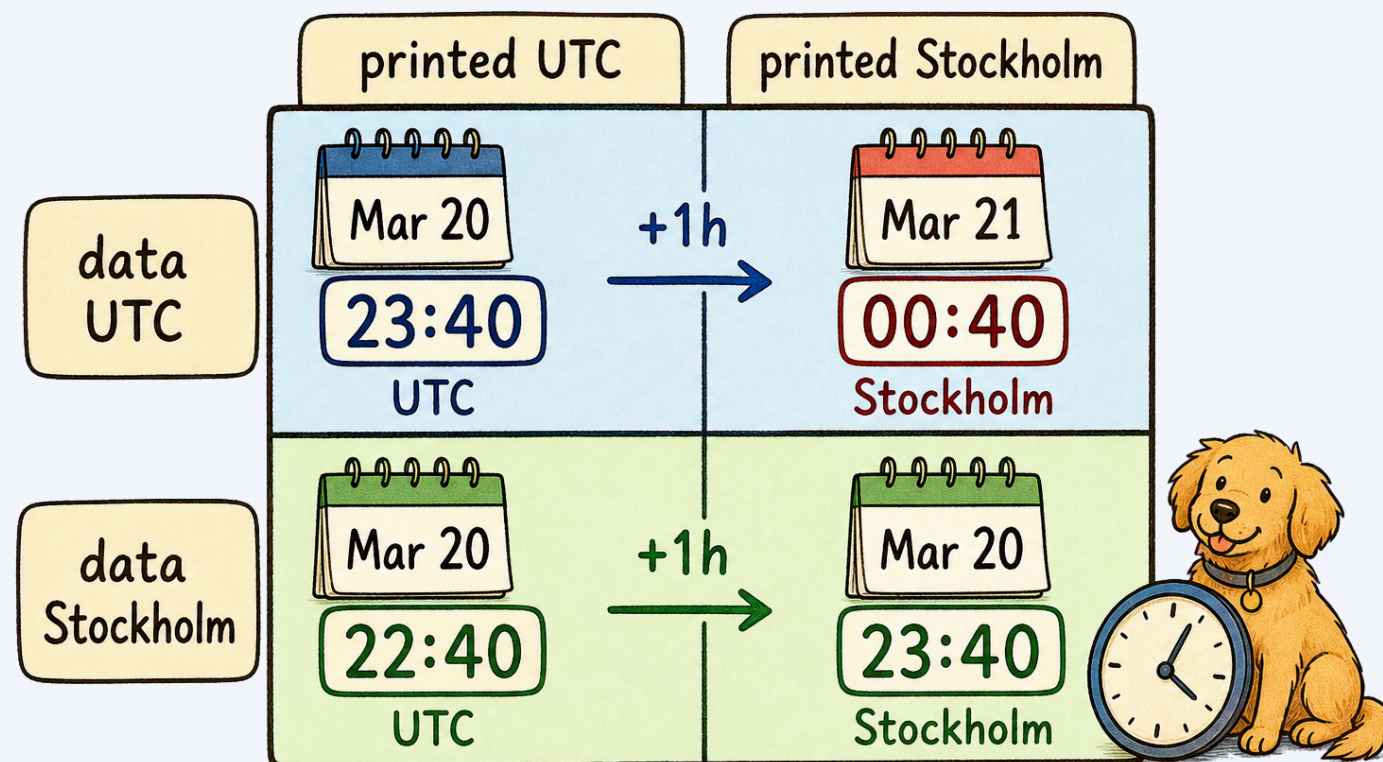 printed UTC
printed Stockholm
data
UTC
Mar 20
23:40
UTC
+1h
Mar 21
00:40
Stockholm
data
Stockholm
Mar 20
22:40
UTC
+1h
Mar 20
23:40
Stockholm